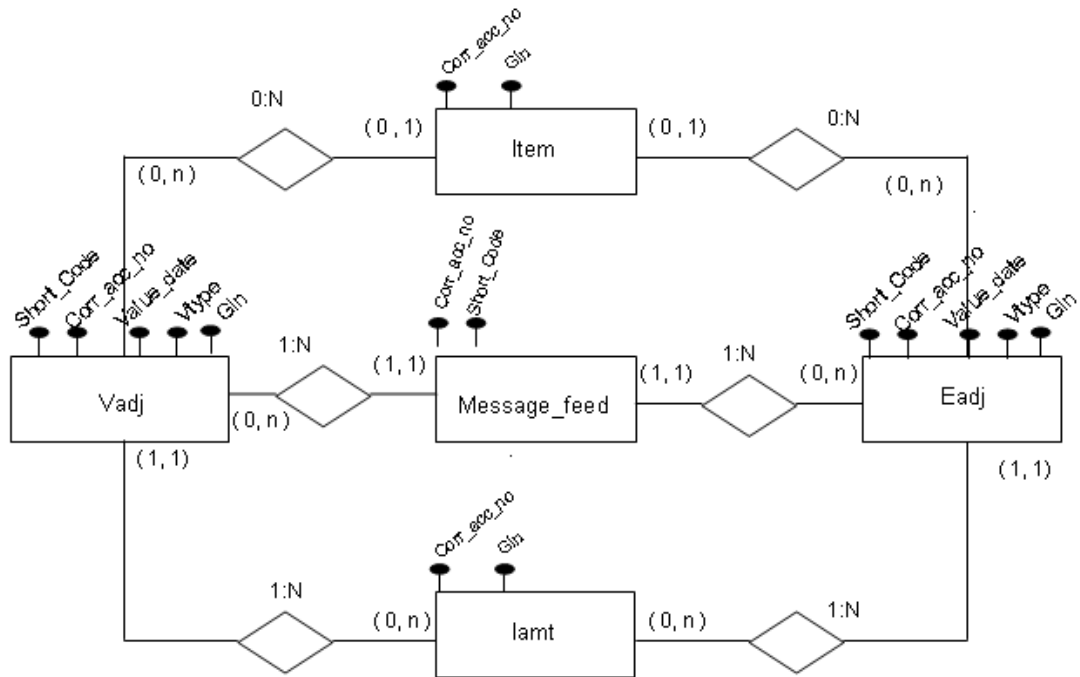 Corr_acc_no
Gln
0:N
(0,1)
(0,1)
0:N
Item
(0,n)
(0,n)
Corr_acc_no
Short_Code
Short_Code
Corr_acc_no
Value_date
Vtype
Gln
Short_Code
Corr_acc_no
Value_date
Vtype
Gln
1:N
(1,1)
(1,1)
1:N
(0,n)
Vadj
(0,n)
Message_feed
Eadj
(1,1)
(1,1)
Corr_acc_no
Gln
1:N
(0,n)
Iamt
(0,n)
1:N